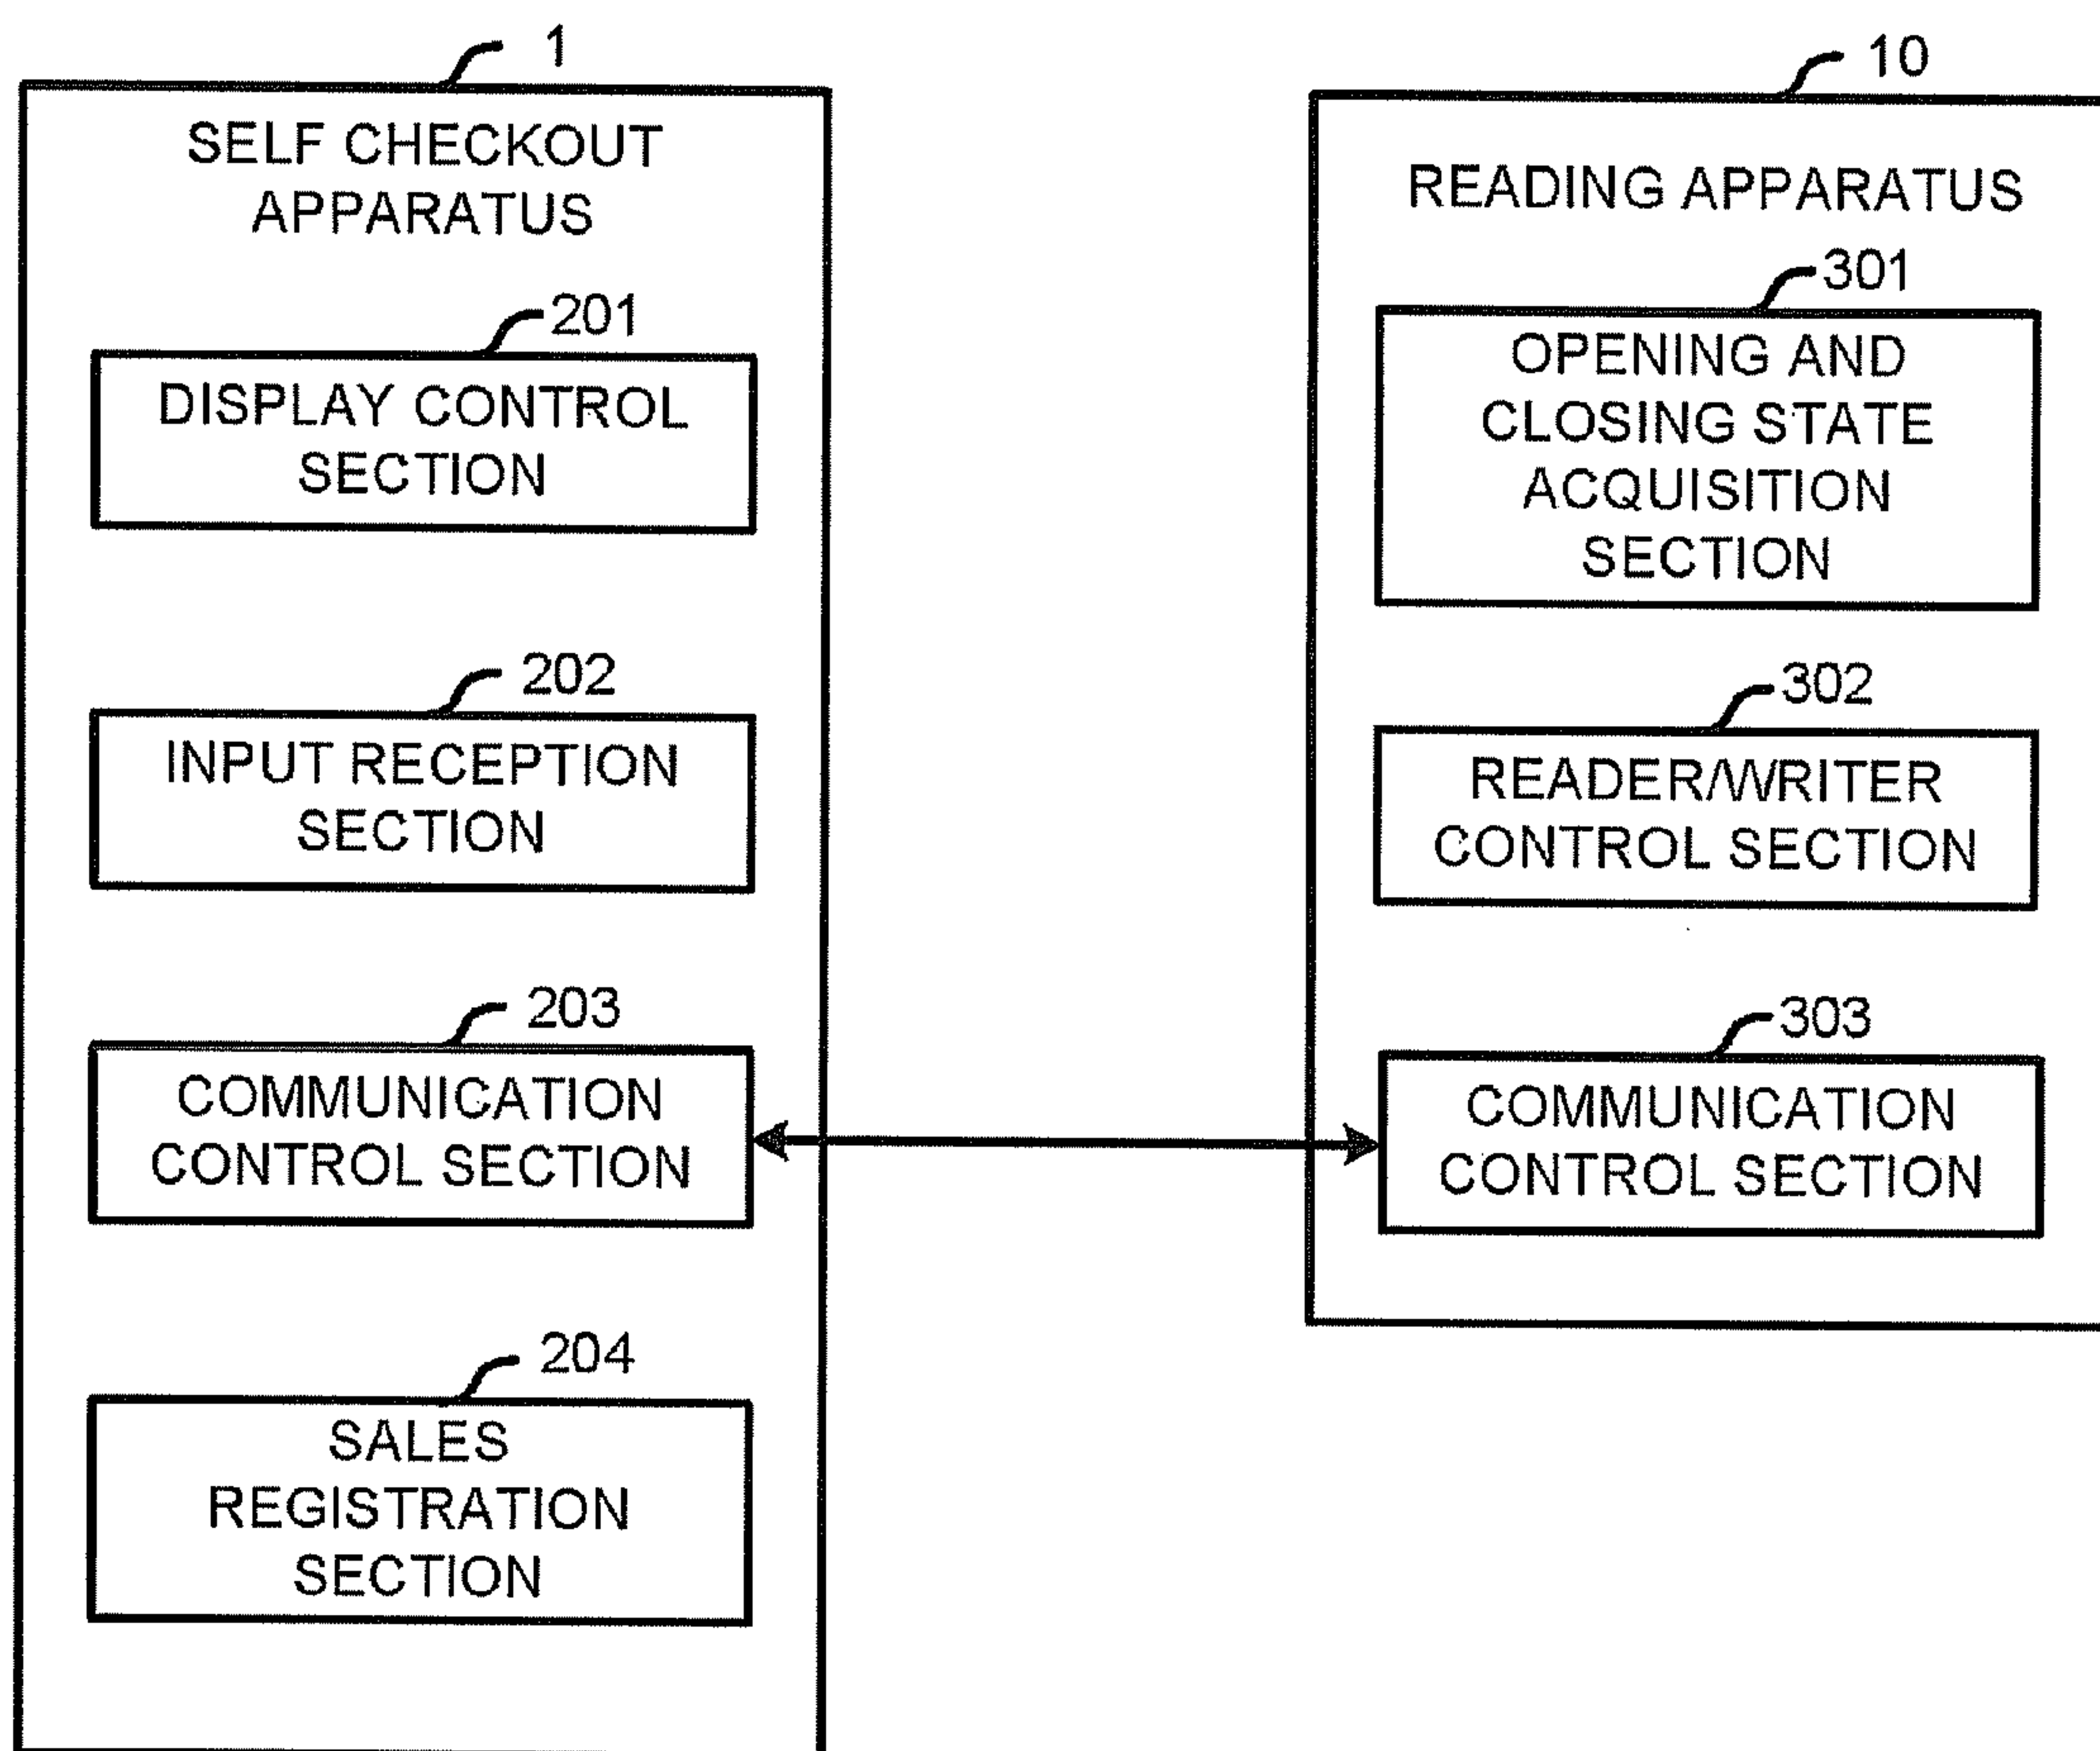 1
SELF CHECKOUT
APPARATUS
201
DISPLAY CONTROL
SECTION
202
INPUT RECEPTION
SECTION
203
COMMUNICATION
CONTROL SECTION
204
SALES
REGISTRATION
SECTION
10
READING APPARATUS
301
OPENING AND
CLOSING STATE
ACQUISITION
SECTION
302
READER/WRITER
CONTROL SECTION
303
COMMUNICATION
CONTROL SECTION